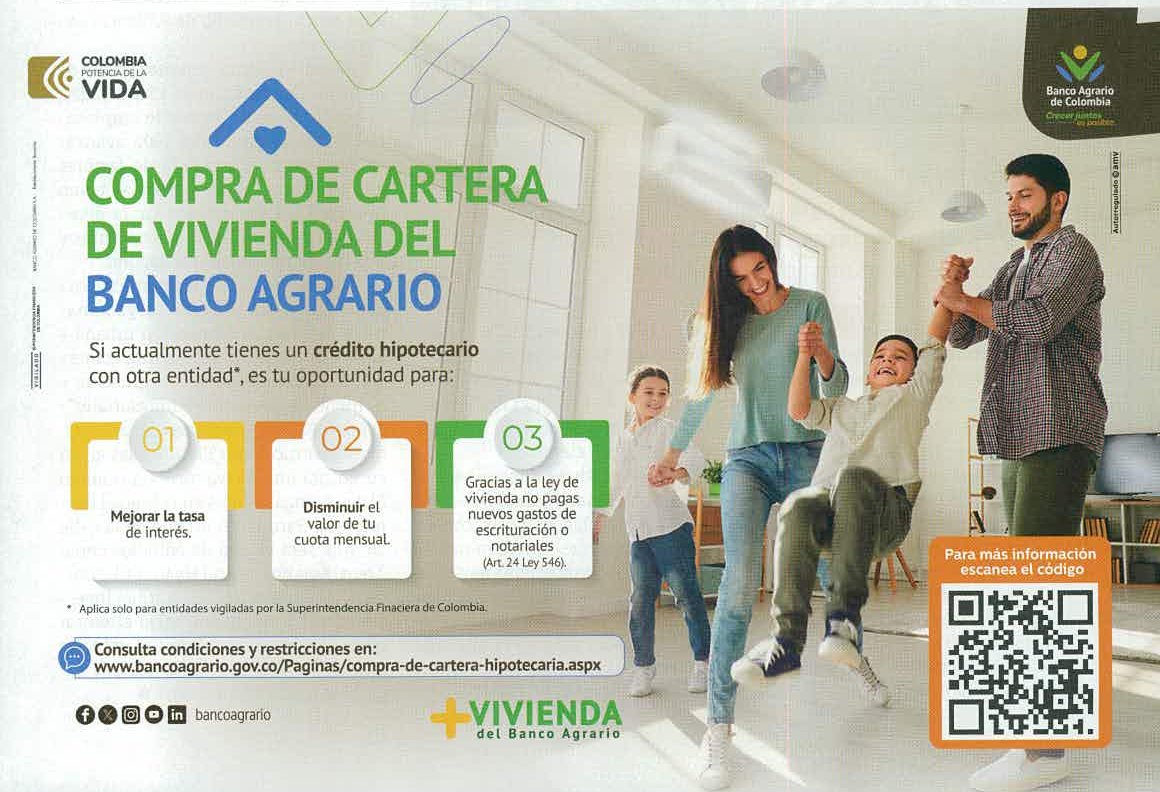 COLOMBIA
POTENCIA DE LA
VIDA
Banco Agrario
de Colombia
Crecer juntos
es posible.
COMPRA DE CARTERA
DE VIVIENDA DEL
BANCO AGRARIO
Si actualmente tienes un crédito hipotecario
con otra entidad*, es tu oportunidad para:
01
Mejorar la tasa
de interés.
02
Disminuir el
valor de tu
cuota mensual.
03
Gracias a la ley de
vivienda no pagas
nuevos gastos de
escrituración o
notariales
(Art. 24 Ley 546).
* Aplica solo para entidades vigiladas por la Superintendencia Finaciera de Colombia.
Consulta condiciones y restricciones en:
www.bancoagrario.gov.co/Paginas/compra-de-cartera-hipotecaria.aspx
bancoagrario
+VIVIENDA
del Banco Agrario
Para más información
escanea el código
Autorregulado amv
VIGILADO SUPERINTENDENCIA FINANCIERA
DE COLOMBIA